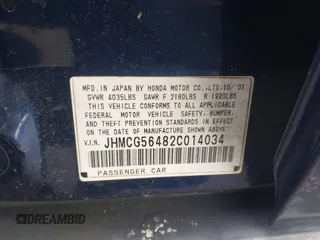 MFD. IN JAPAN BY HONDA MOTOR CO.,LTD.10/'01
GVWR 4035LBS GAWR F 2180LBS R 1920LBS
THIS VEHICLE CONFORMS TO ALL APPLICABLE
FEDERAL MOTOR VEHICLE SAFETY, BUMPER,
AND THEFT PREVENTION STANDARDS IN EFFECT
ON THE DATE OF MANUFACTURE SHOWN ABOVE.
V.I.N. JHMCG56482C014034
PASSENGER CAR
DREAMBID